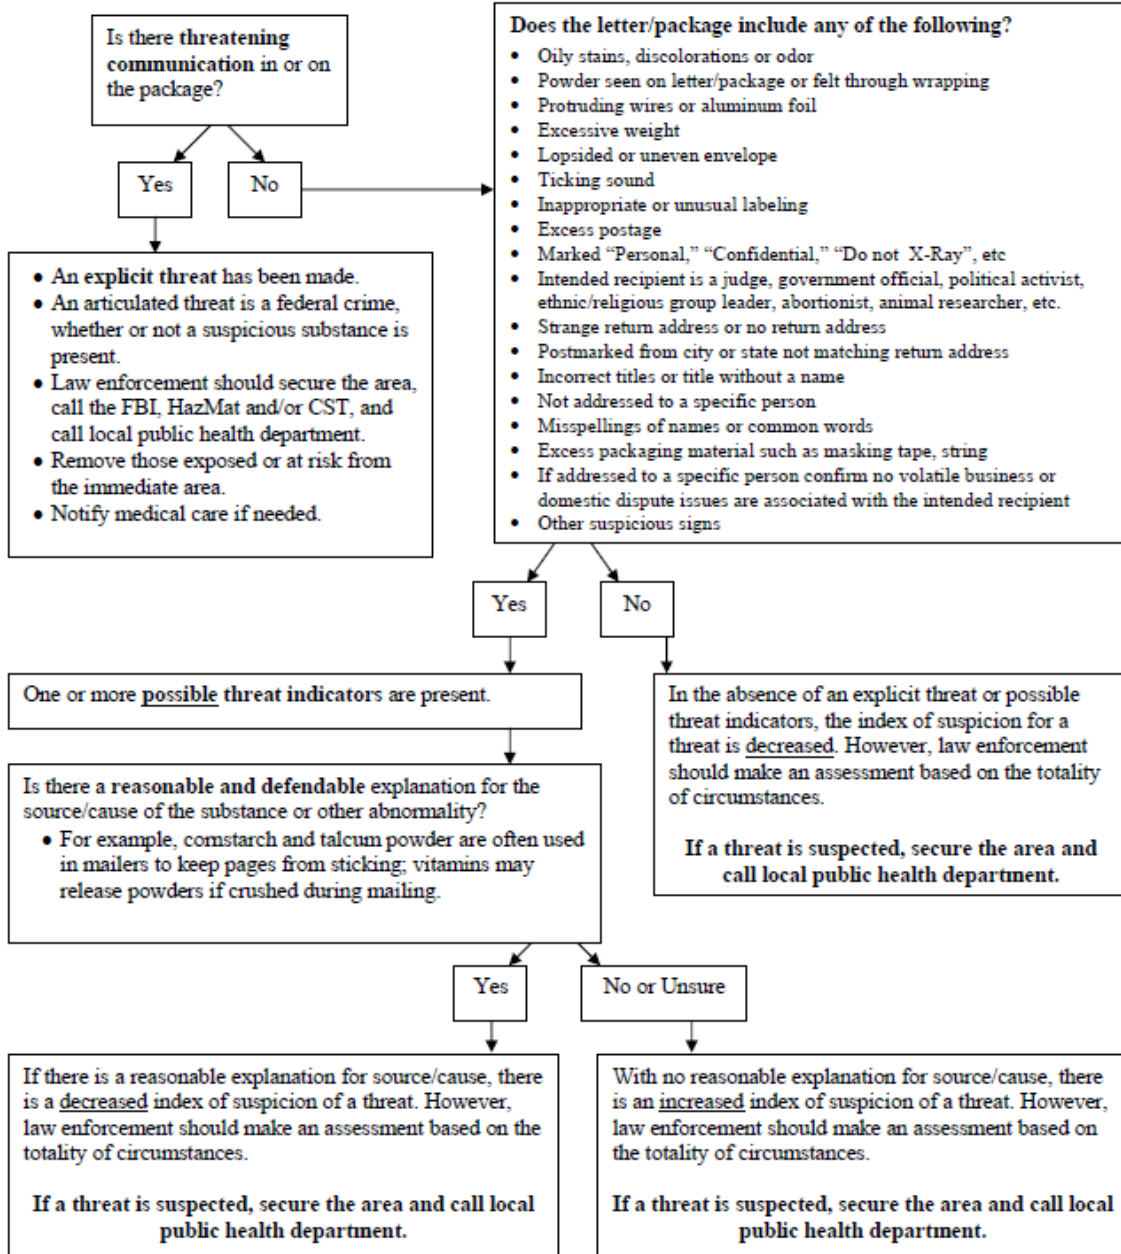 Is there threatening
communication in or on
the package?
Yes
No
An explicit threat has been made.
An articulated threat is a federal crime,
whether or not a suspicious substance is
present.
Law enforcement should secure the area,
call the FBI, HazMat and/or CST, and
call local public health department.
Remove those exposed or at risk from
the immediate area.
Notify medical care if needed.
Does the letter/package include any of the following?
Oily stains, discolorations or odor
Powder seen on letter/package or felt through wrapping
Protruding wires or aluminum foil
Excessive weight
Lopsided or uneven envelope
Ticking sound
Inappropriate or unusual labeling
Excess postage
Marked “Personal,” “Confidential,” “Do not X-Ray”, etc
Intended recipient is a judge, government official, political activist,
ethnic/religious group leader, abortionist, animal researcher, etc.
Strange return address or no return address
Postmarked from city or state not matching return address
Incorrect titles or title without a name
Not addressed to a specific person
Misspellings of names or common words
Excess packaging material such as masking tape, string
If addressed to a specific person confirm no volatile business or
domestic dispute issues are associated with the intended recipient
Other suspicious signs
Yes
No
One or more possible threat indicators are present.
In the absence of an explicit threat or possible
threat indicators, the index of suspicion for a
threat is decreased. However, law enforcement
should make an assessment based on the totality
of circumstances.
If a threat is suspected, secure the area and
call local public health department.
Is there a reasonable and defendable explanation for the
source/cause of the substance or other abnormality?
For example, cornstarch and talcum powder are often used
in mailers to keep pages from sticking; vitamins may
release powders if crushed during mailing.
Yes
No or Unsure
If there is a reasonable explanation for source/cause, there
is a decreased index of suspicion of a threat. However,
law enforcement should make an assessment based on the
totality of circumstances.
If a threat is suspected, secure the area and call local
public health department.
With no reasonable explanation for source/cause, there
is an increased index of suspicion of a threat. However,
law enforcement should make an assessment based on
the totality of circumstances.
If a threat is suspected, secure the area and call local
public health department.